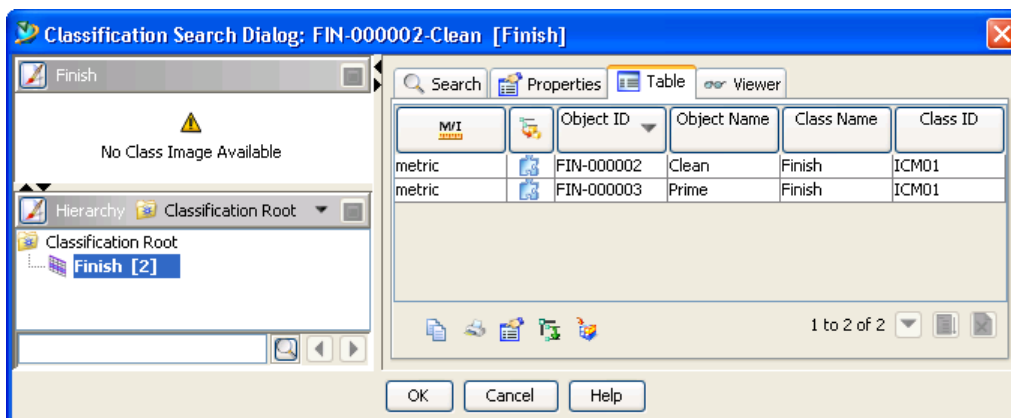 Classification Search Dialog: FIN-000002-Clean [Finish]
Finish
No Class Image Available
Hierarchy Classification Root
Classification Root
Finish [2]
Search Properties Table Viewer
M/I Object ID Object Name Class Name Class ID
metric FIN-000002 Clean Finish ICM01
metric FIN-000003 Prime Finish ICM01
1 to 2 of 2
OK Cancel Help